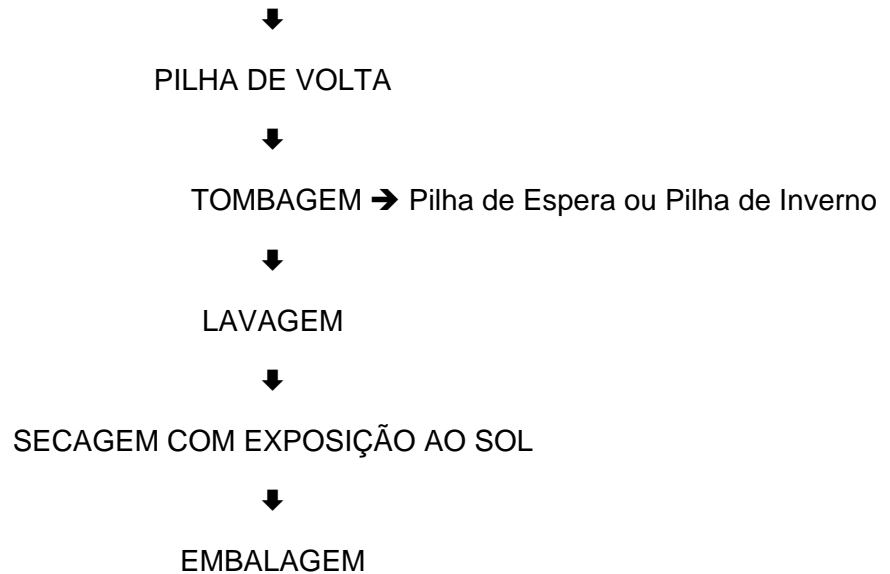 🡇
PILHA DE VOLTA
🡇
TOMBAGEM ➔ Pilha de Espera ou Pilha de Inverno
🡇
LAVAGEM
🡇
SECAGEM COM EXPOSIÇÃO AO SOL
🡇
EMBALAGEM